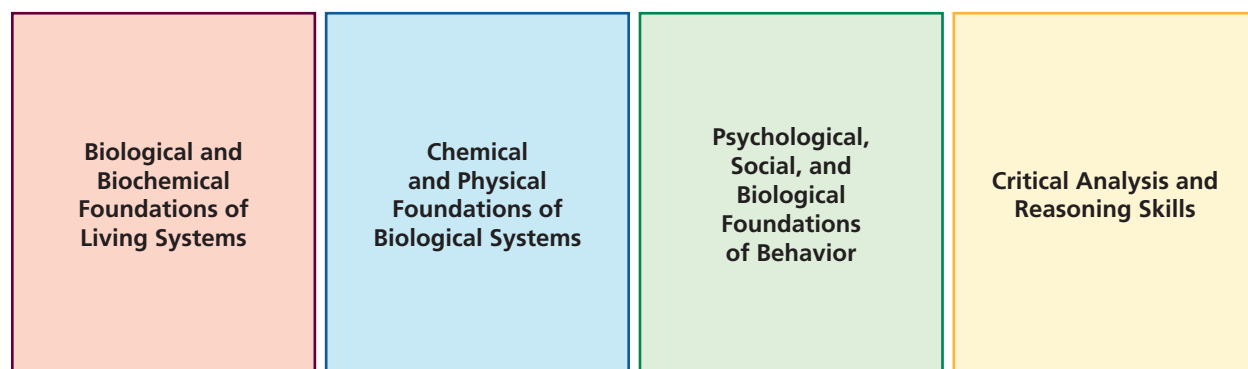 Biological and
Biochemical
Foundations of
Living Systems
Chemical
and Physical
Foundations of
Biological Systems
Psychological,
Social, and
Biological
Foundations
of Behavior
Critical Analysis and
Reasoning Skills